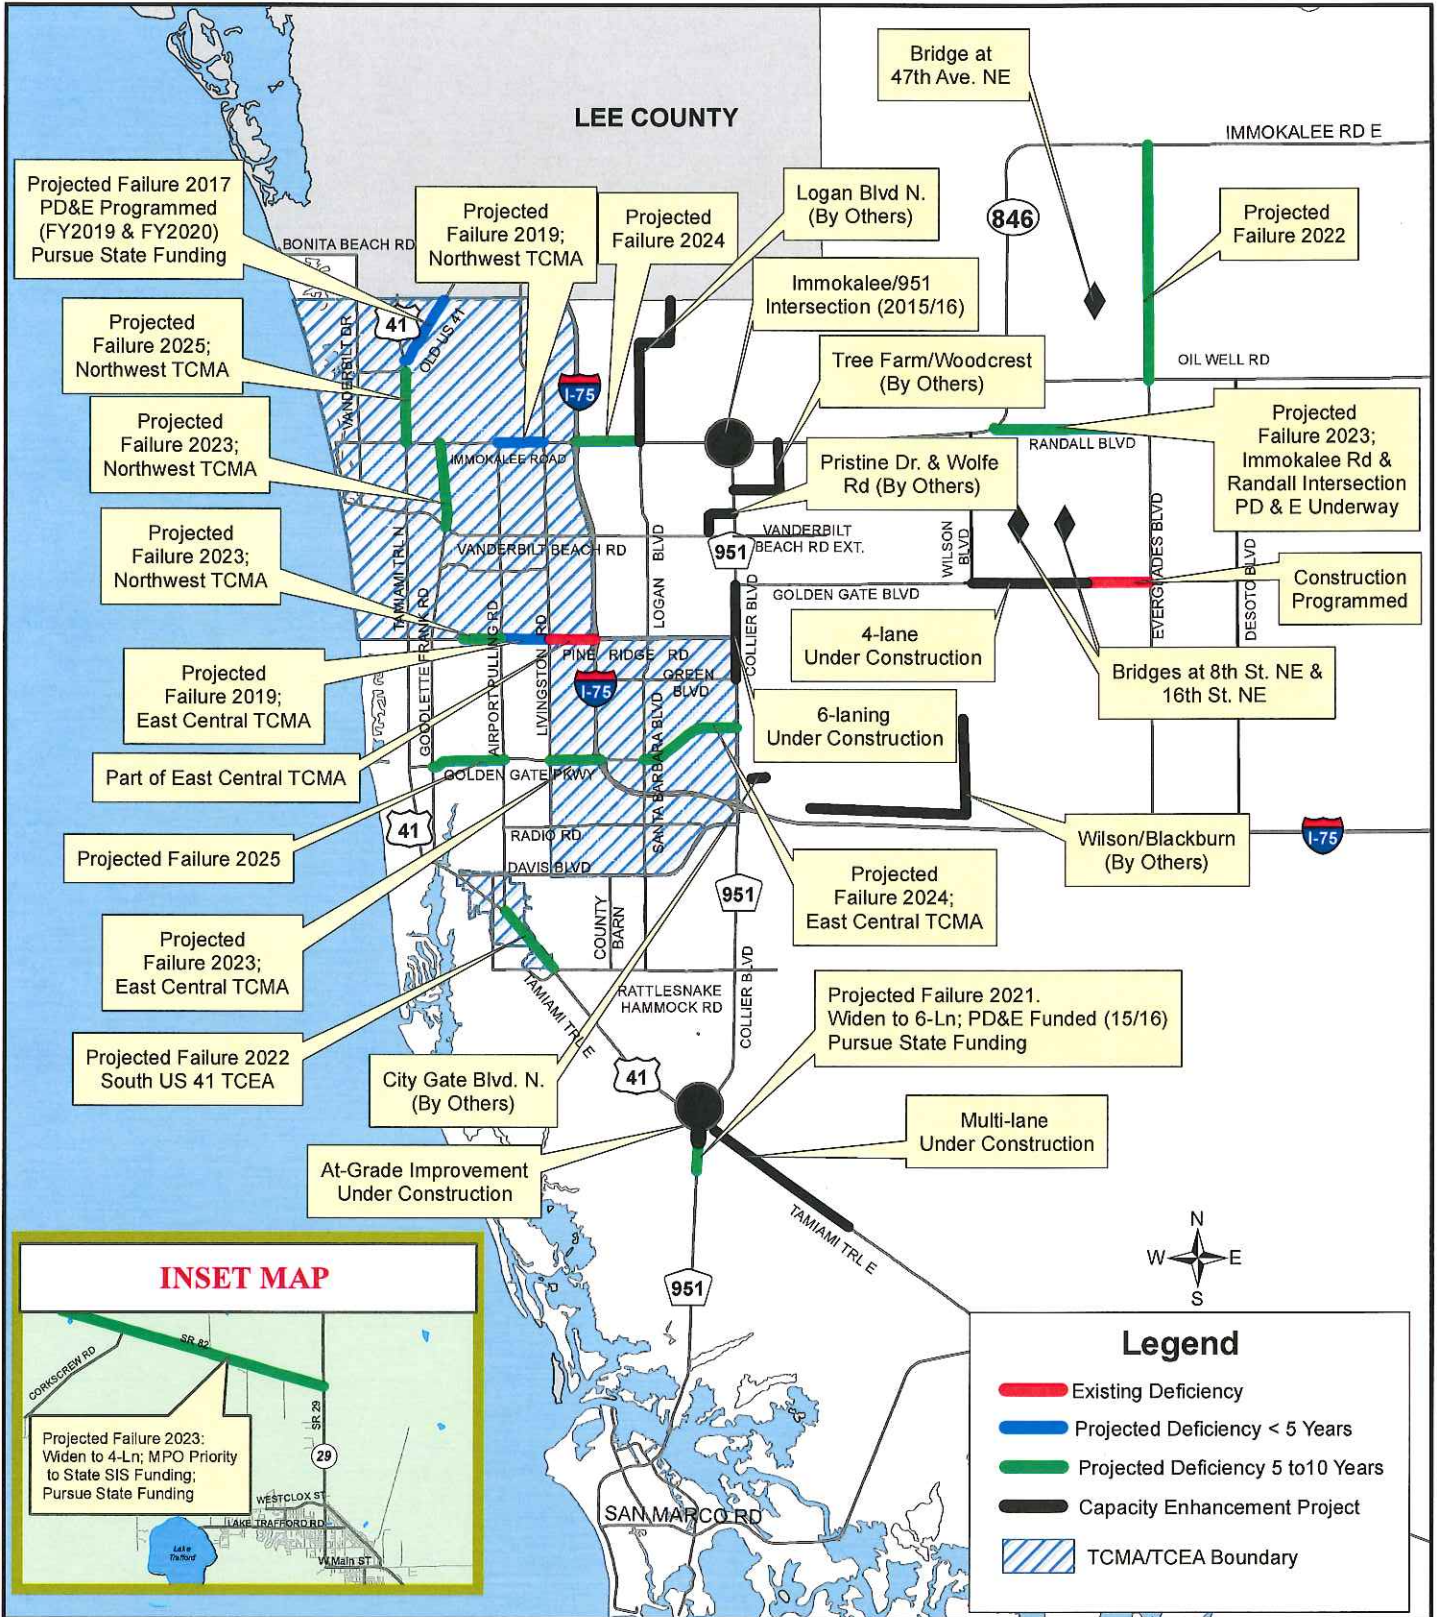 LEE COUNTY
Bridge at
47th Ave. NE
IMMOKALEE RD E
Projected Failure 2017
PD&E Programmed
(FY2019 & FY2020)
Pursue State Funding
BONITA BEACH RD
Projected
Failure 2019;
Northwest TCMA
Projected
Failure 2024
Logan Blvd N.
(By Others)
846
Projected
Failure 2022
Immokalee/951
Intersection (2015/16)
41
OLD US 41
VANDERBILT DR
Projected
Failure 2025;
Northwest TCMA
Tree Farm/Woodcrest
(By Others)
OIL WELL RD
I-75
Projected
Failure 2023;
Northwest TCMA
IMMOKALEE ROAD
Pristine Dr. & Wolfe
Rd (By Others)
RANDALL BLVD
Projected
Failure 2023;
Immokalee Rd &
Randall Intersection
PD & E Underway
Projected
Failure 2023;
Northwest TCMA
TAMIAMI TRL N
VANDERBILT BEACH RD
LOGAN BLVD
951
VANDERBILT
BEACH RD EXT.
WILSON
BLVD
EVERGLADES BLVD
DESOTO BLVD
Construction
Programmed
GOLDEN GATE BLVD
4-lane
Under Construction
Bridges at 8th St. NE &
16th St. NE
COLLIER BLVD
Projected
Failure 2019;
East Central TCMA
GOODLETTE FRANK RD
AIRPORT PULLING RD
LIVINGSTON RD
PINE RIDGE RD
I-75
GREEN
BLVD
SANTA BARBARA BLVD
6-laning
Under Construction
Part of East Central TCMA
GOLDEN GATE PKWY
41
Projected Failure 2025
RADIO RD
DAVIS BLVD
I-75
Wilson/Blackburn
(By Others)
Projected
Failure 2024;
East Central TCMA
951
COUNTY
BARN
Projected
Failure 2023;
East Central TCMA
RATTLESNAKE
HAMMOCK RD
COLLIER BLVD
TAMIAMI TRL E
Projected Failure 2021.
Widen to 6-Ln; PD&E Funded (15/16)
Pursue State Funding
Projected Failure 2022
South US 41 TCEA
City Gate Blvd. N.
(By Others)
41
Multi-lane
Under Construction
At-Grade Improvement
Under Construction
TAMIAMI TRL E
951
N
W
E
S
SAN MARCO RD
INSET MAP
SR 82
CORKSCREW RD
SR 29
29
Projected Failure 2023:
Widen to 4-Ln; MPO Priority
to State SIS Funding;
Pursue State Funding
WESTCLOX ST
LAKE TRAFFORD RD
Lake
Trafford
W Main ST
Legend
Existing Deficiency
Projected Deficiency < 5 Years
Projected Deficiency 5 to10 Years
Capacity Enhancement Project
TCMA/TCEA Boundary